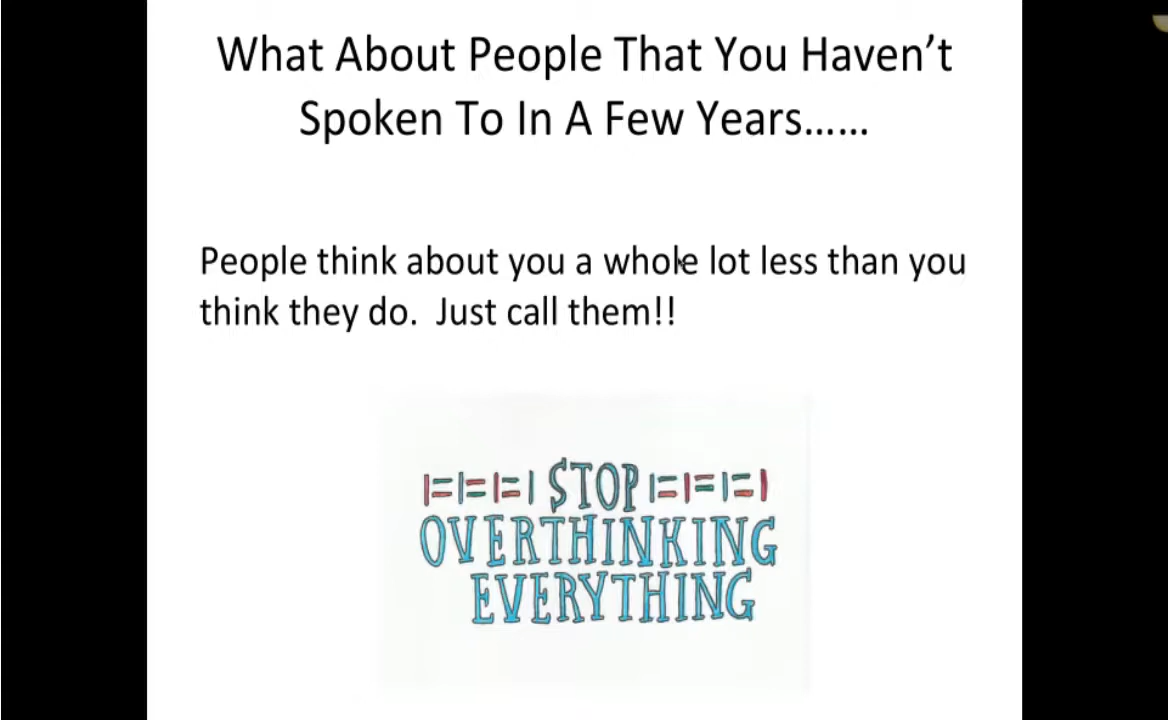 What About People That You Haven’t
Spoken To In A Few Years......
People think about you a whole lot less than you
think they do.  Just call them!!
STOP
OVERTHINKING
EVERYTHING